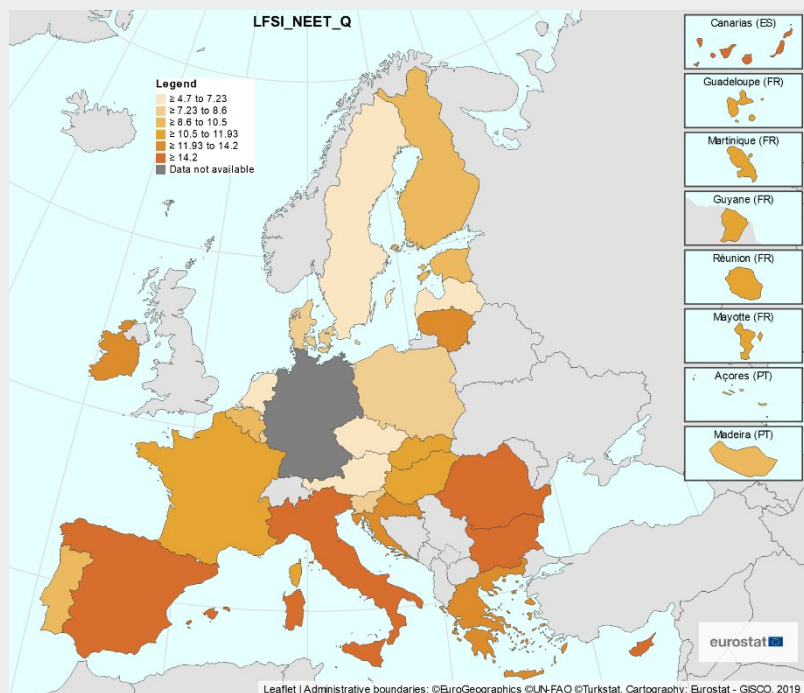 LFSI_NEET_Q
Legend
≥ 4.7 to 7.23
≥ 7.23 to 8.6
≥ 8.6 to 10.5
≥ 10.5 to 11.93
≥ 11.93 to 14.2
≥ 14.2
Data not available
Canarias (ES)
Guadeloupe (FR)
Martinique (FR)
Guyane (FR)
Réunion (FR)
Mayotte (FR)
Açores (PT)
Madeira (PT)
eurostat
Leaflet | Administrative boundaries: ©EuroGeographics ©UN-FAO ©Turkstat, Cartography: Eurostat - GISCO, 2019